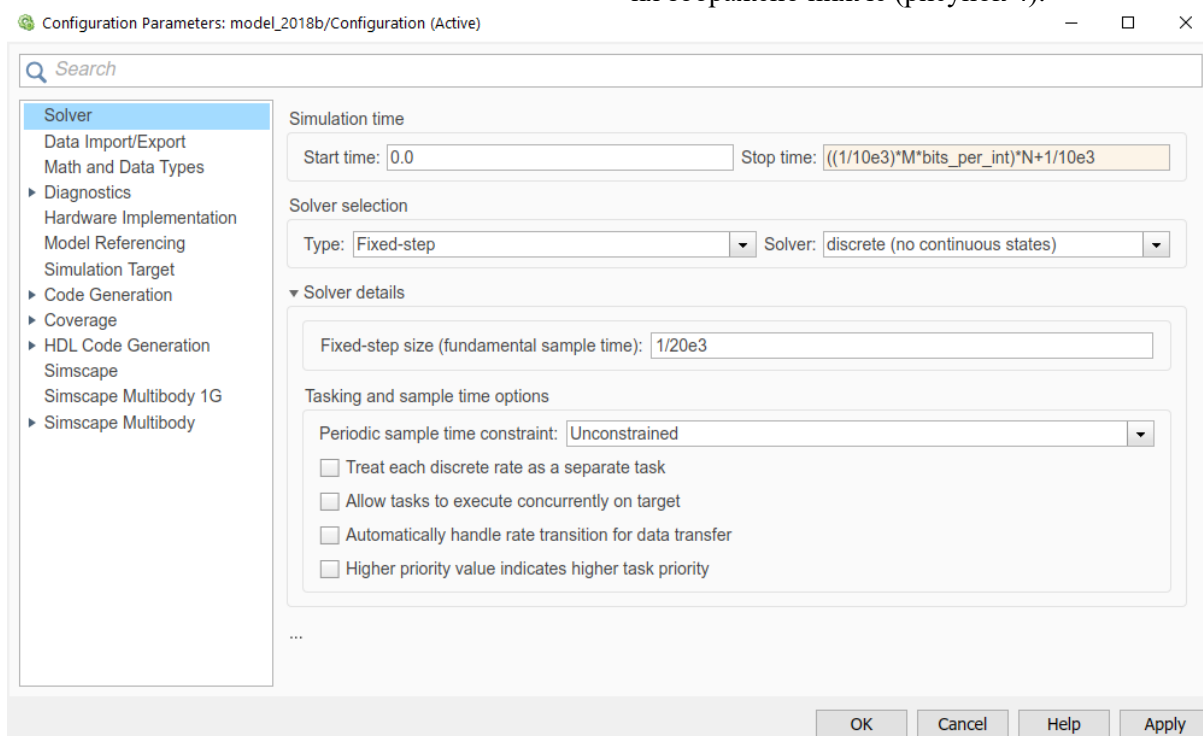 (рисунок 4).
Configuration Parameters: model_2018b/Configuration (Active)
Search
Solver
Data Import/Export
Math and Data Types
Diagnostics
Hardware Implementation
Model Referencing
Simulation Target
Code Generation
Coverage
HDL Code Generation
Simscape
Simscape Multibody 1G
Simscape Multibody
Simulation time
Start time: 0.0 Stop time: ((1/10e3)*M*bits_per_int)*N+1/10e3
Solver selection
Type: Fixed-step Solver: discrete (no continuous states)
Solver details
Fixed-step size (fundamental sample time): 1/20e3
Tasking and sample time options
Periodic sample time constraint: Unconstrained
Treat each discrete rate as a separate task
Allow tasks to execute concurrently on target
Automatically handle rate transition for data transfer
Higher priority value indicates higher task priority
...
OK Cancel Help Apply